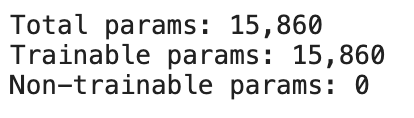 Total params: 15,860
Trainable params: 15,860
Non-trainable params: 0